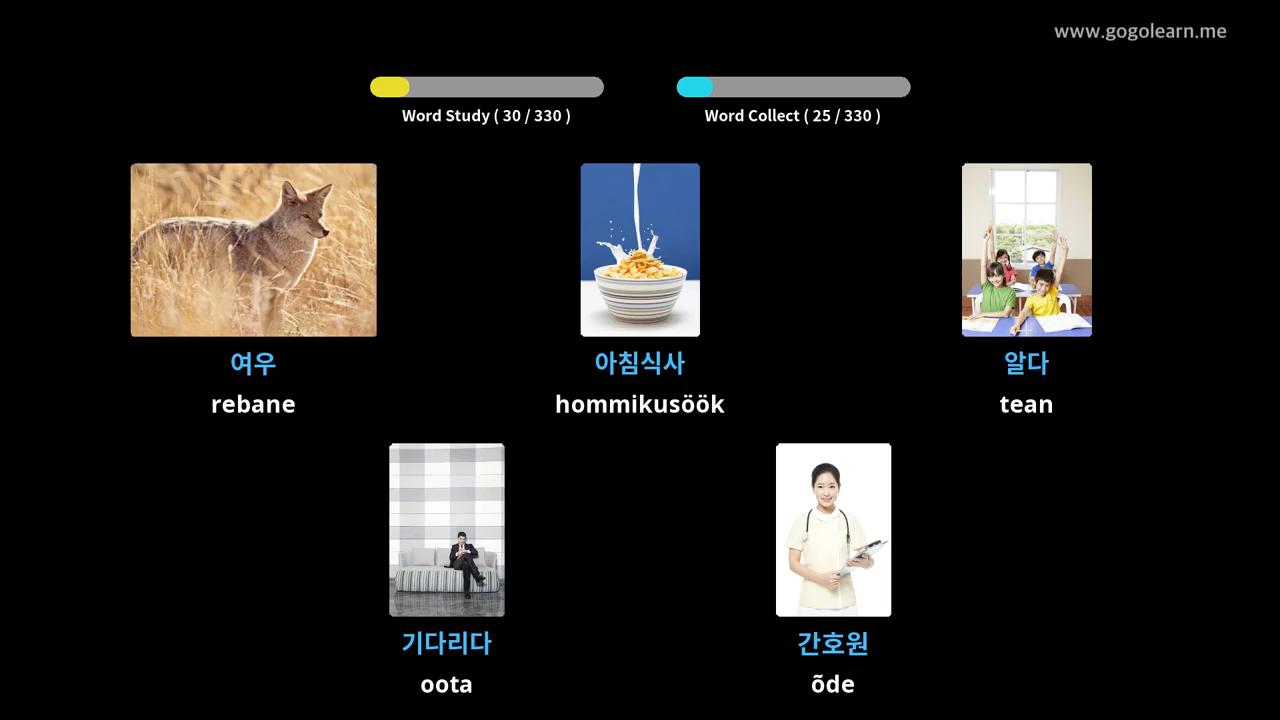 www.gogolearn.me
Word Study ( 30 / 330 )
Word Collect ( 25 / 330 )
여우
아침식사
알다
rebane
hommikusöök
tean
기다리다
간호원
oota
õde